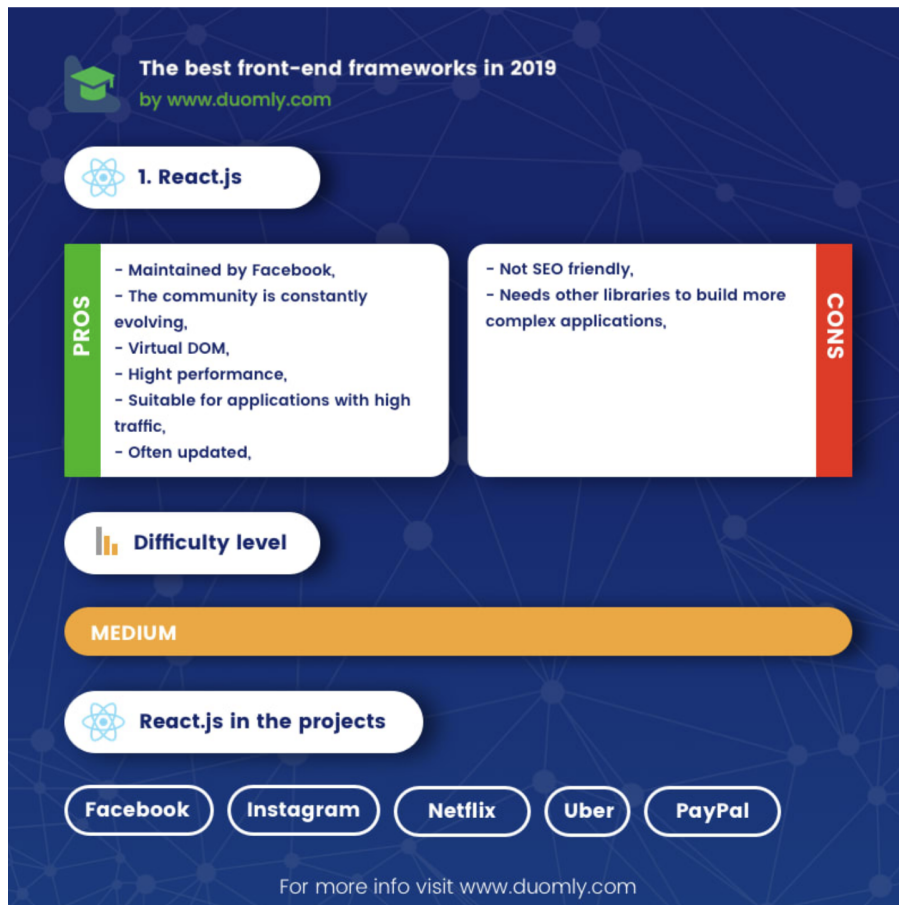 The best front-end frameworks in 2019
by www.duomly.com
1. React.js
PROS
- Maintained by Facebook,
- The community is constantly
evolving,
- Virtual DOM,
- Hight performance,
- Suitable for applications with high
traffic,
- Often updated,
- Not SEO friendly,
- Needs other libraries to build more
complex applications,
CONS
Difficulty level
MEDIUM
React.js in the projects
Facebook
Instagram
Netflix
Uber
PayPal
For more info visit www.duomly.com